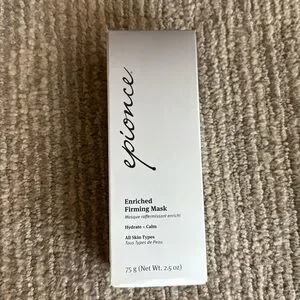 epionce
Enriched
Firming Mask
Masque raffermissant enrichi
Hydrate + Calm
All Skin Types
Tous Types de Peau
75 g (Net Wt. 2.5 oz)